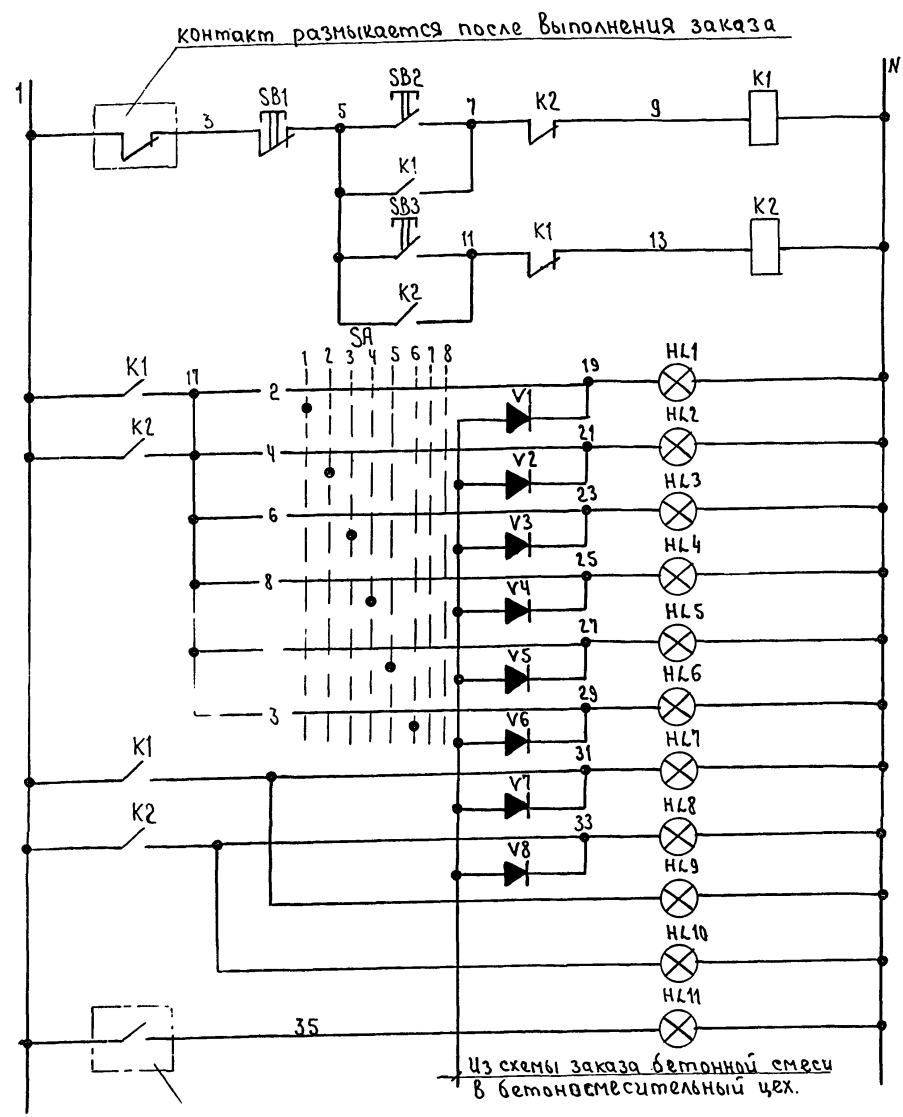 контакт размыкается после выполнения заказа
1
N
3
SB1
5
SB2
7
K2
9
K1
K1
SB3
11
K1
13
K2
K2
SA
1 2 3 4 5 6 7 8
K1
17
2
19
HL1
V1
K2
4
21
HL2
V2
6
23
HL3
V3
8
25
HL4
V4
27
HL5
V5
3
29
HL6
V6
K1
31
HL7
V7
K2
33
HL8
V8
HL9
HL10
35
HL11
Из схемы заказа бетонной смеси
в бетоносмесительный цех.